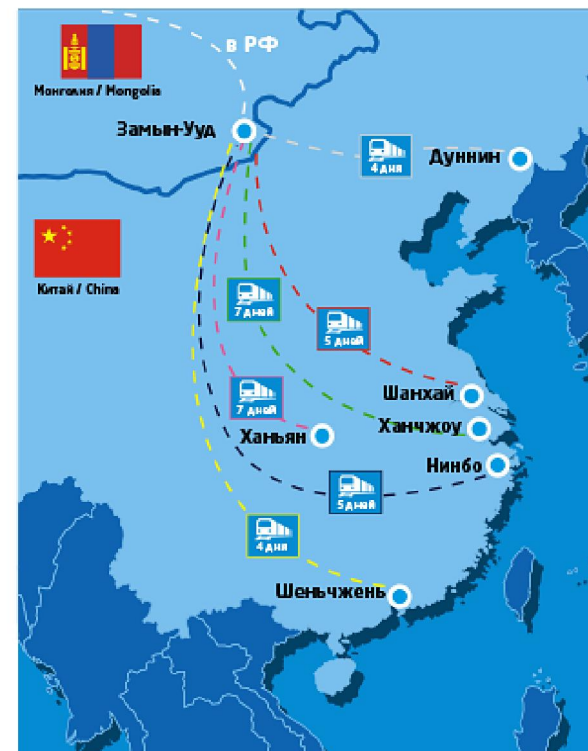 в РФ
Монголия / Mongolia
Замын-Ууд
4 дня
Дуннин
Китай / China
7 дней
5 дней
Шанхай
7 дней
Ханьян
Ханчжоу
Нинбо
5 дней
4 дня
Шеньчжень